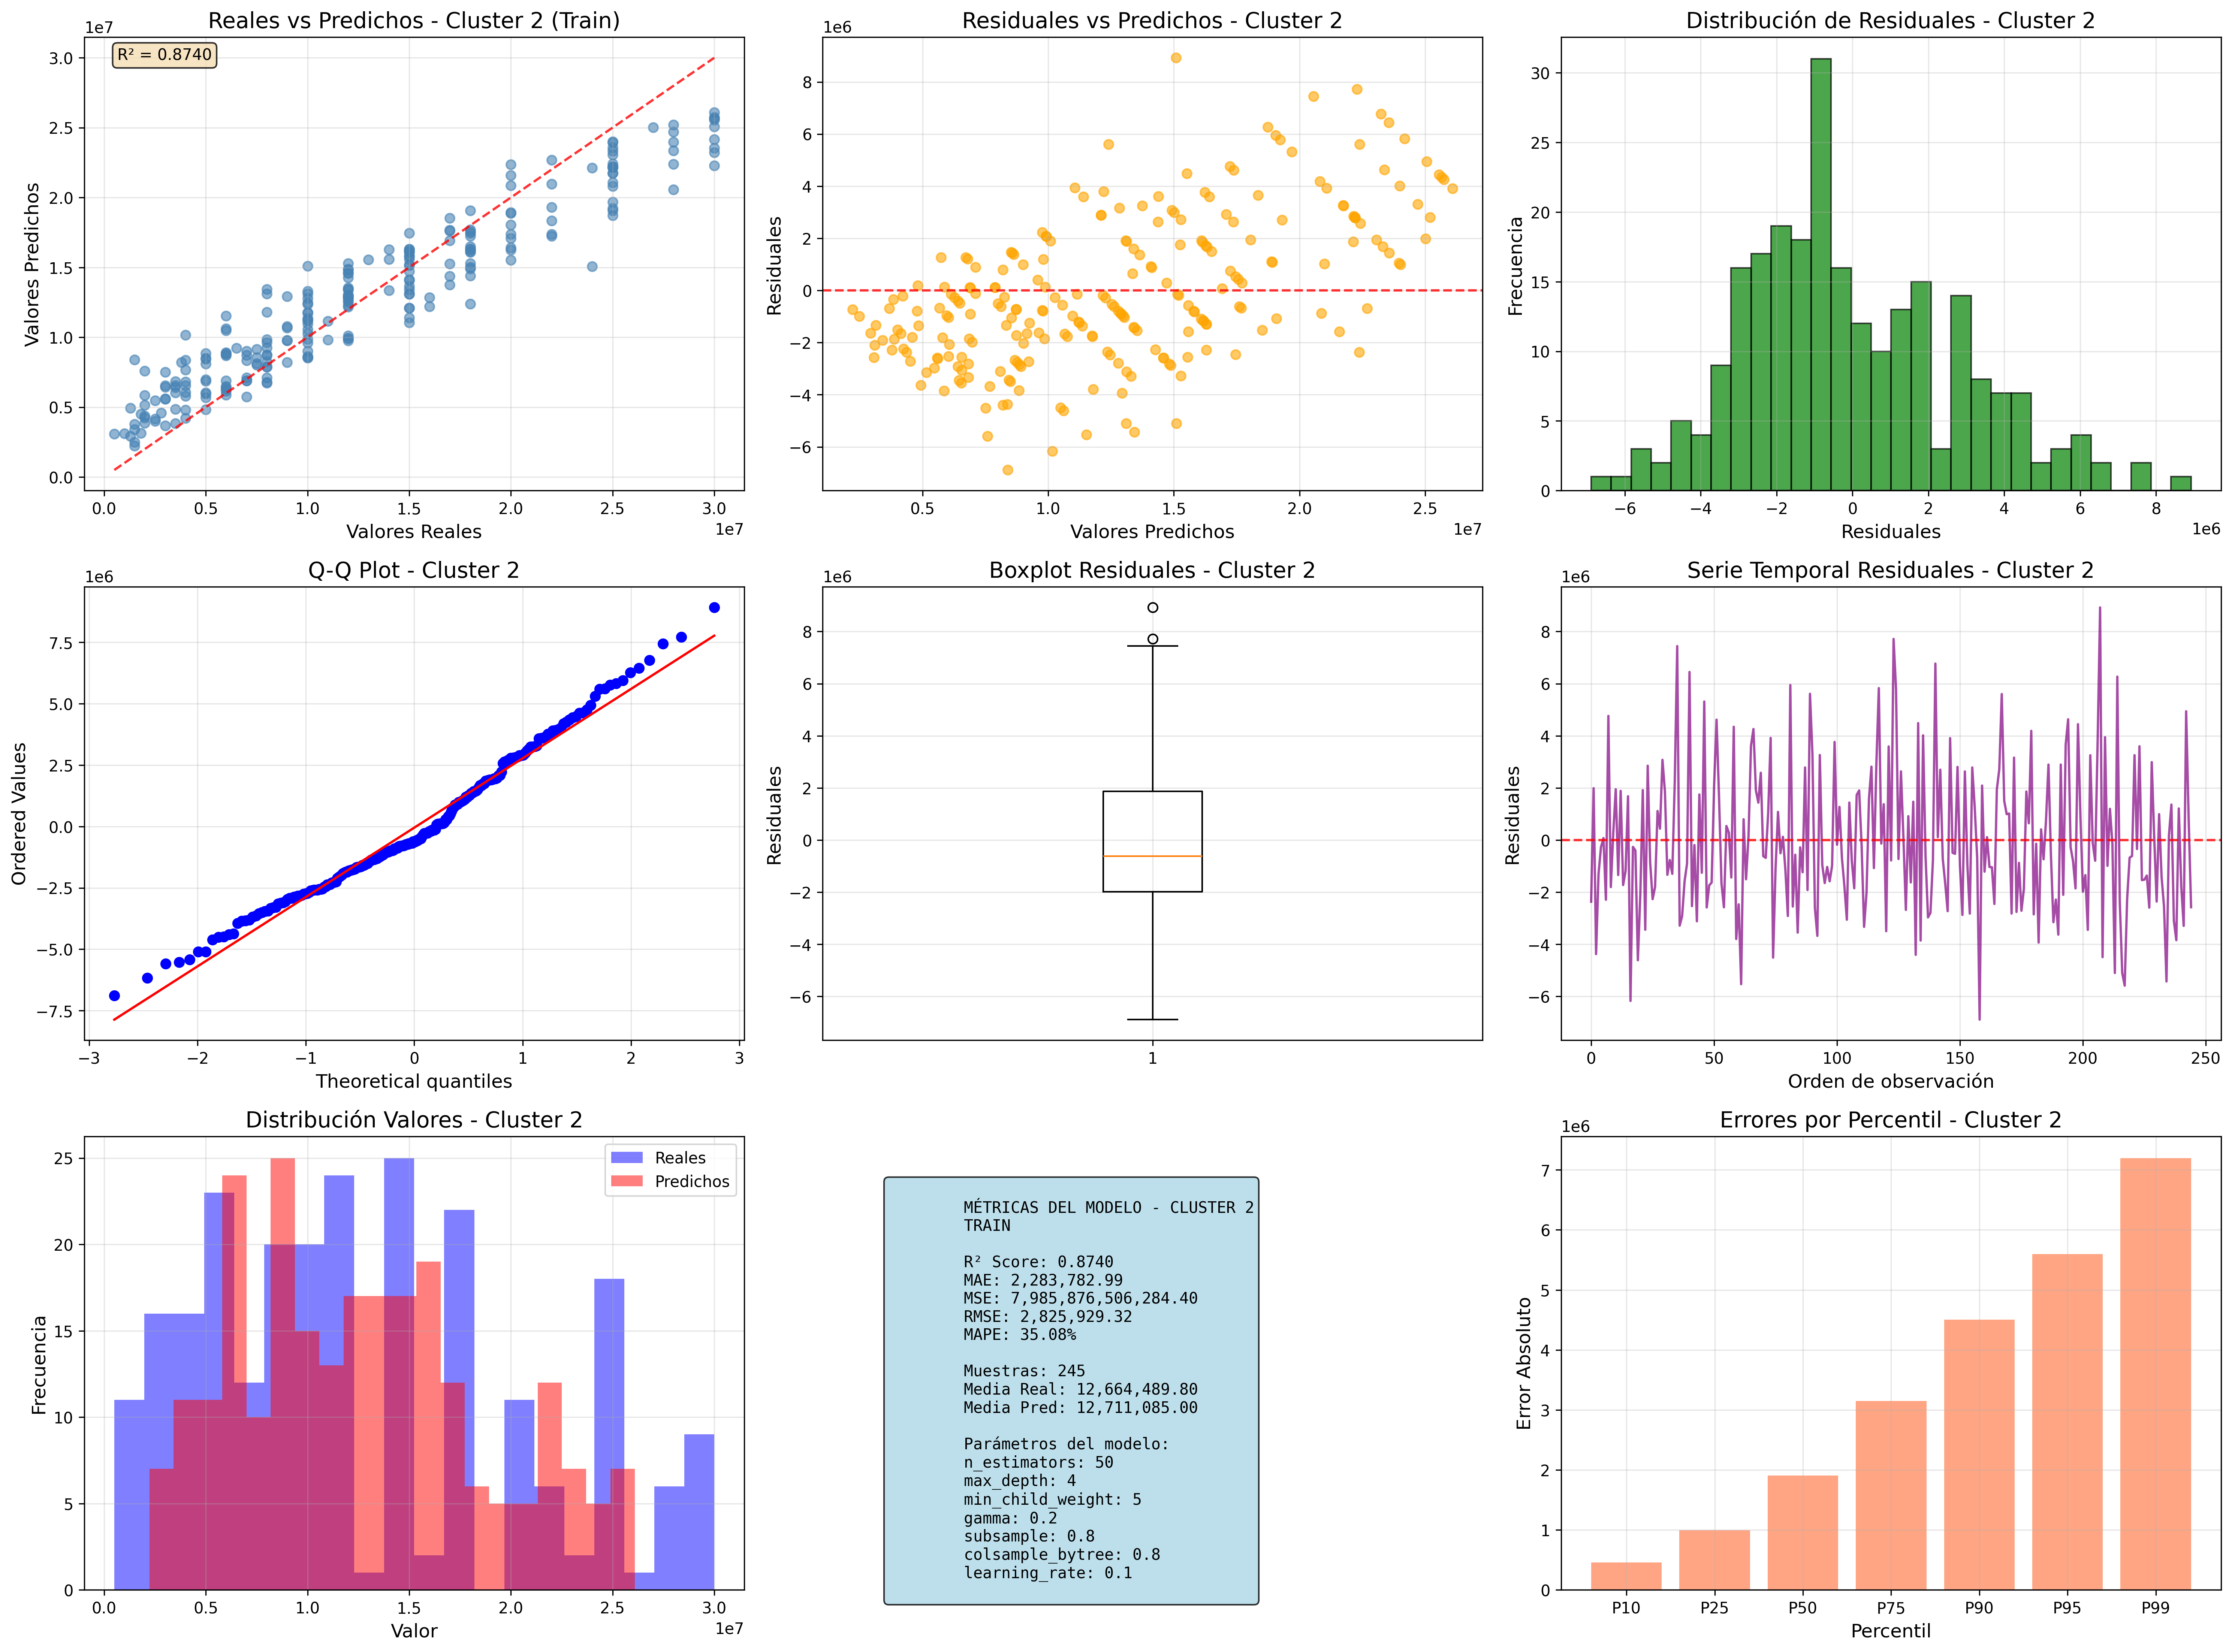 Reales vs Predichos - Cluster 2 (Train)
1e7
R² = 0.8740
3.0
2.5
2.0
1.5
1.0
0.5
0.0
Valores Predichos
0.0 0.5 1.0 1.5 2.0 2.5 3.0
Valores Reales
1e7
Residuales vs Predichos - Cluster 2
1e6
8
6
4
2
0
−2
−4
−6
Residuales
0.5 1.0 1.5 2.0 2.5
Valores Predichos
1e7
Distribución de Residuales - Cluster 2
30
25
20
15
10
5
0
Frecuencia
−6 −4 −2 0 2 4 6 8
Residuales
1e6
Q-Q Plot - Cluster 2
1e6
7.5
5.0
2.5
0.0
−2.5
−5.0
−7.5
Ordered Values
−3 −2 −1 0 1 2 3
Theoretical quantiles
Boxplot Residuales - Cluster 2
1e6
8
6
4
2
0
−2
−4
−6
Residuales
1
Serie Temporal Residuales - Cluster 2
1e6
8
6
4
2
0
−2
−4
−6
Residuales
0 50 100 150 200 250
Orden de observación
Distribución Valores - Cluster 2
Reales
Predichos
25
20
15
10
5
0
Frecuencia
0.0 0.5 1.0 1.5 2.0 2.5 3.0
Valor
1e7
MÉTRICAS DEL MODELO - CLUSTER 2
TRAIN
R² Score: 0.8740
MAE: 2,283,782.99
MSE: 7,985,876,506,284.40
RMSE: 2,825,929.32
MAPE: 35.08%
Muestras: 245
Media Real: 12,664,489.80
Media Pred: 12,711,085.00
Parámetros del modelo:
n_estimators: 50
max_depth: 4
min_child_weight: 5
gamma: 0.2
subsample: 0.8
colsample_bytree: 0.8
learning_rate: 0.1
Errores por Percentil - Cluster 2
1e6
7
6
5
4
3
2
1
0
Error Absoluto
P10 P25 P50 P75 P90 P95 P99
Percentil